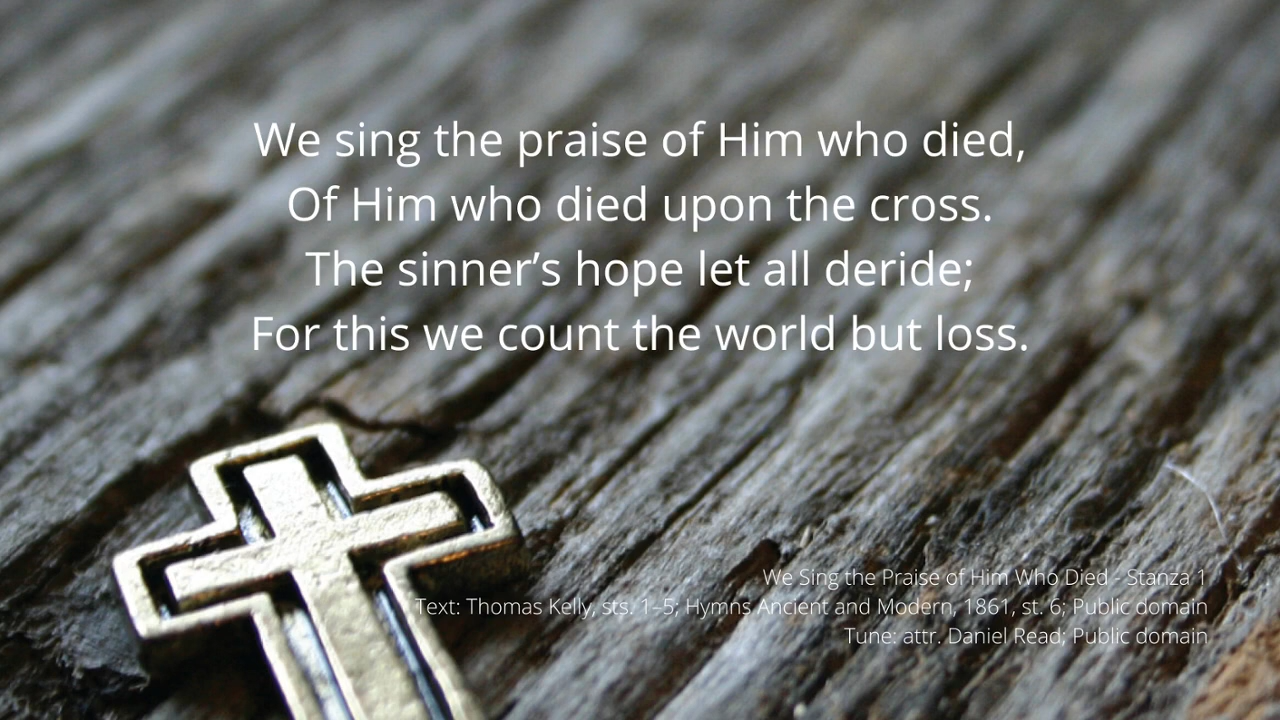 We sing the praise of Him who died,
Of Him who died upon the cross.
The sinner’s hope let all deride;
For this we count the world but loss.
We Sing the Praise of Him Who Died - Stanza 1
Text: Thomas Kelly, sts. 1–5; Hymns Ancient and Modern, 1861, st. 6; Public domain
Tune: attr. Daniel Read; Public domain